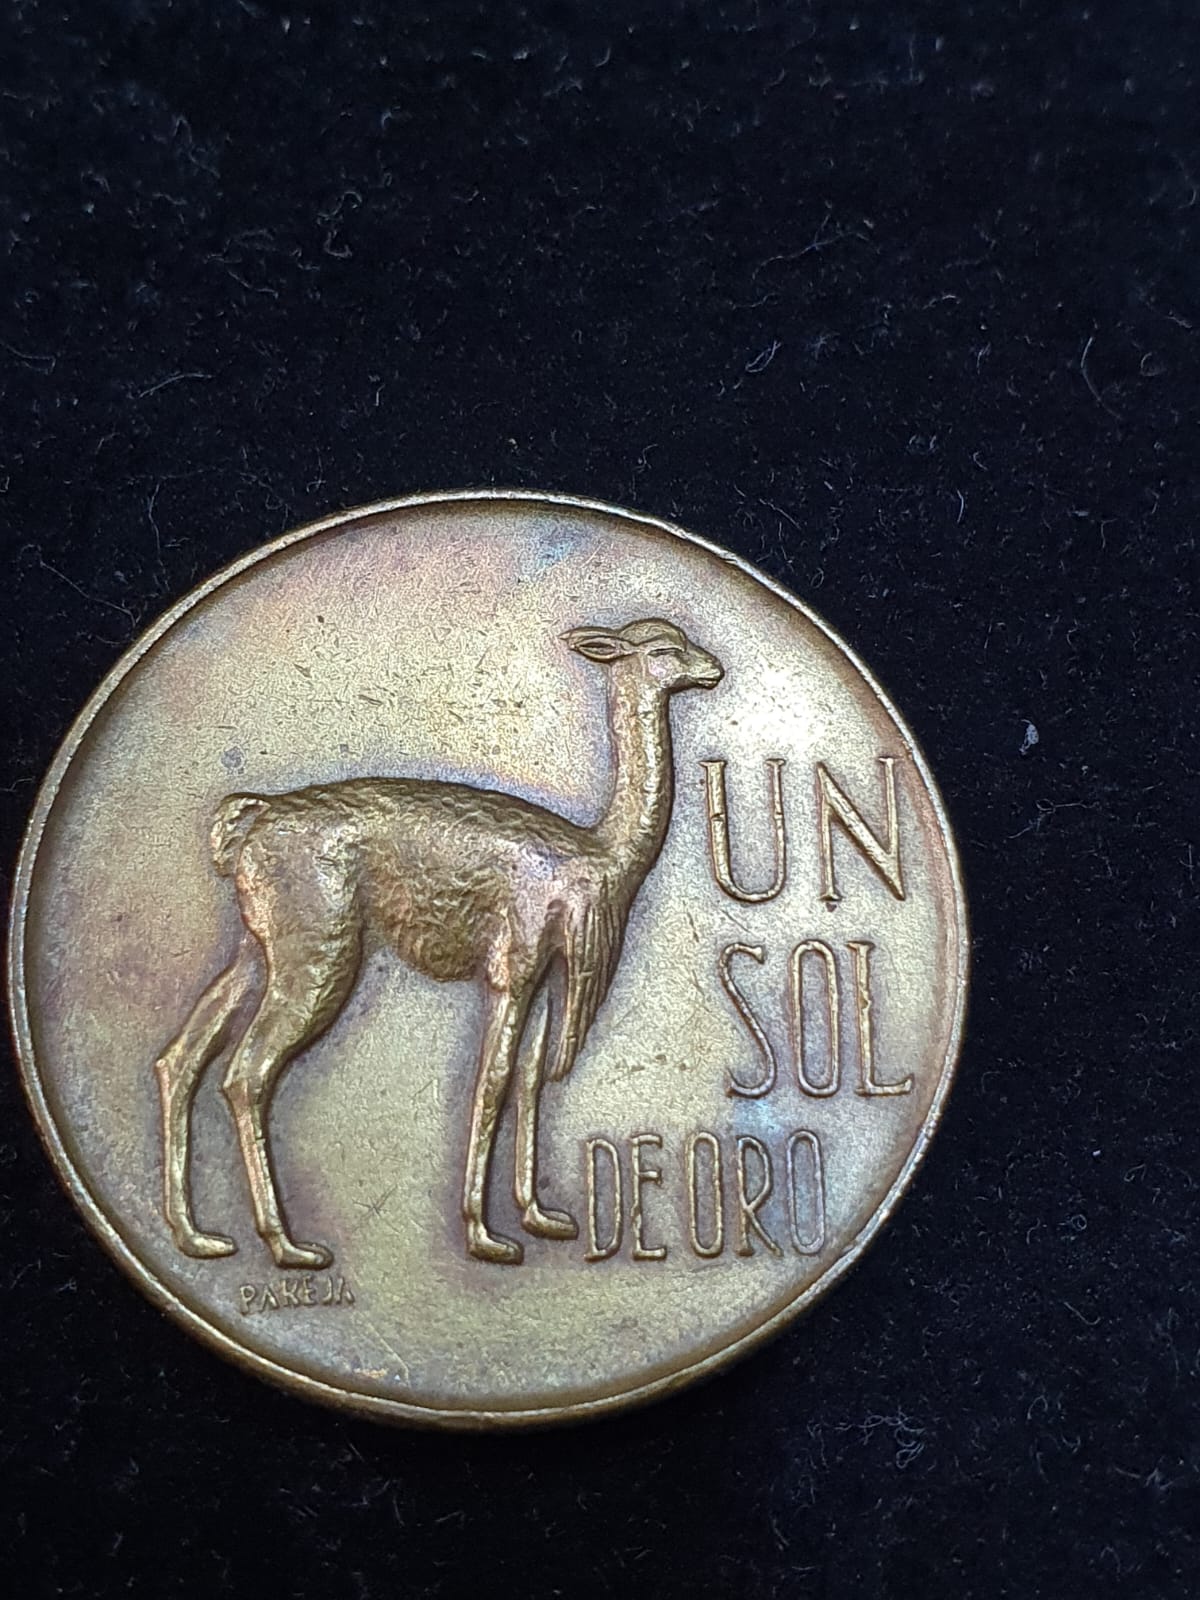 UN
SOL
DE ORO
PAREJA